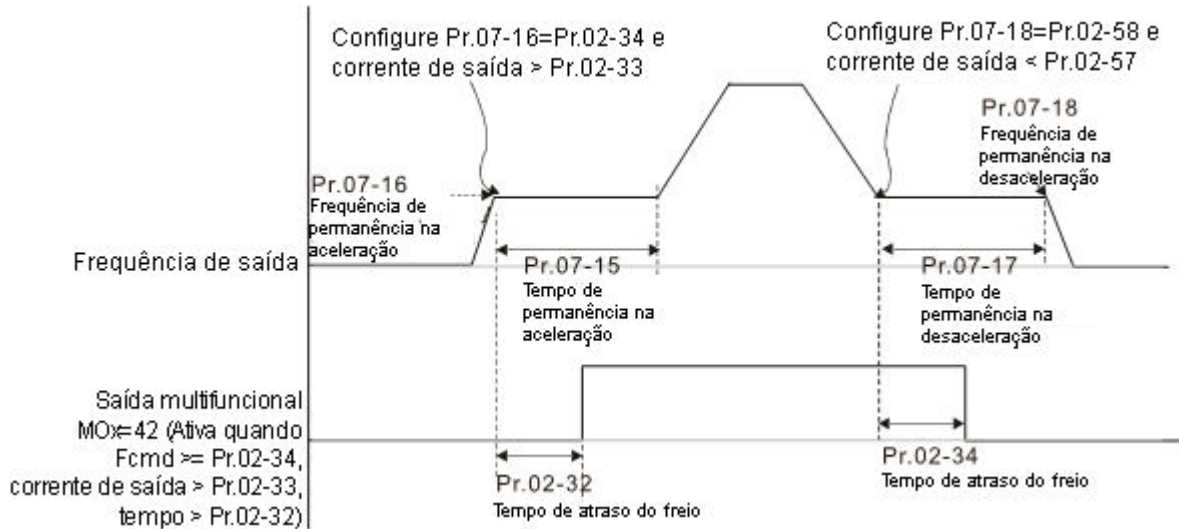 Configure Pr.07-16=Pr.02-34 e
corrente de saída > Pr.02-33
Configure Pr.07-18=Pr.02-58 e
corrente de saída < Pr.02-57
Pr.07-18
Frequência de
permanência na
desaceleração
Pr.07-16
Frequência de
permanência na
aceleração
Frequência de saída
Pr.07-15
Tempo de
permanência na
aceleração
Pr.07-17
Tempo de
permanência na
desaceleração
Saída multifuncional
MOx=42 (Ativa quando
Fcmd >= Pr.02-34,
corrente de saída > Pr.02-33,
tempo > Pr.02-32)
Pr.02-32
Tempo de atraso do freio
Pr.02-34
Tempo de atraso do freio